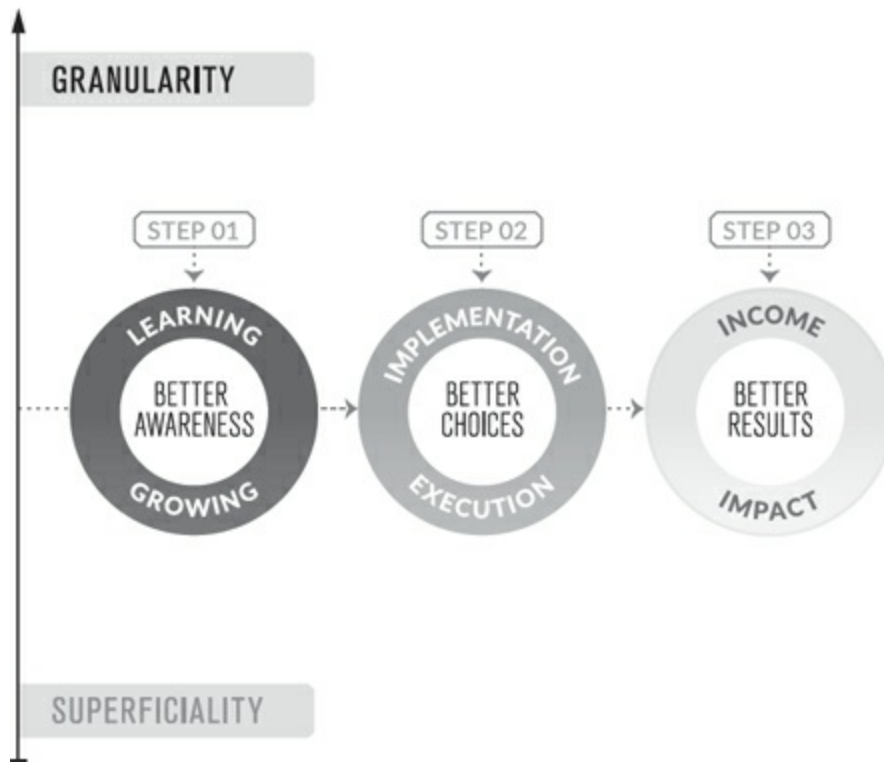 GRANULARITY
STEP 01
STEP 02
STEP 03
LEARNING
BETTER
AWARENESS
GROWING
IMPLEMENTATION
BETTER
CHOICES
EXECUTION
INCOME
BETTER
RESULTS
IMPACT
SUPERFICIALITY